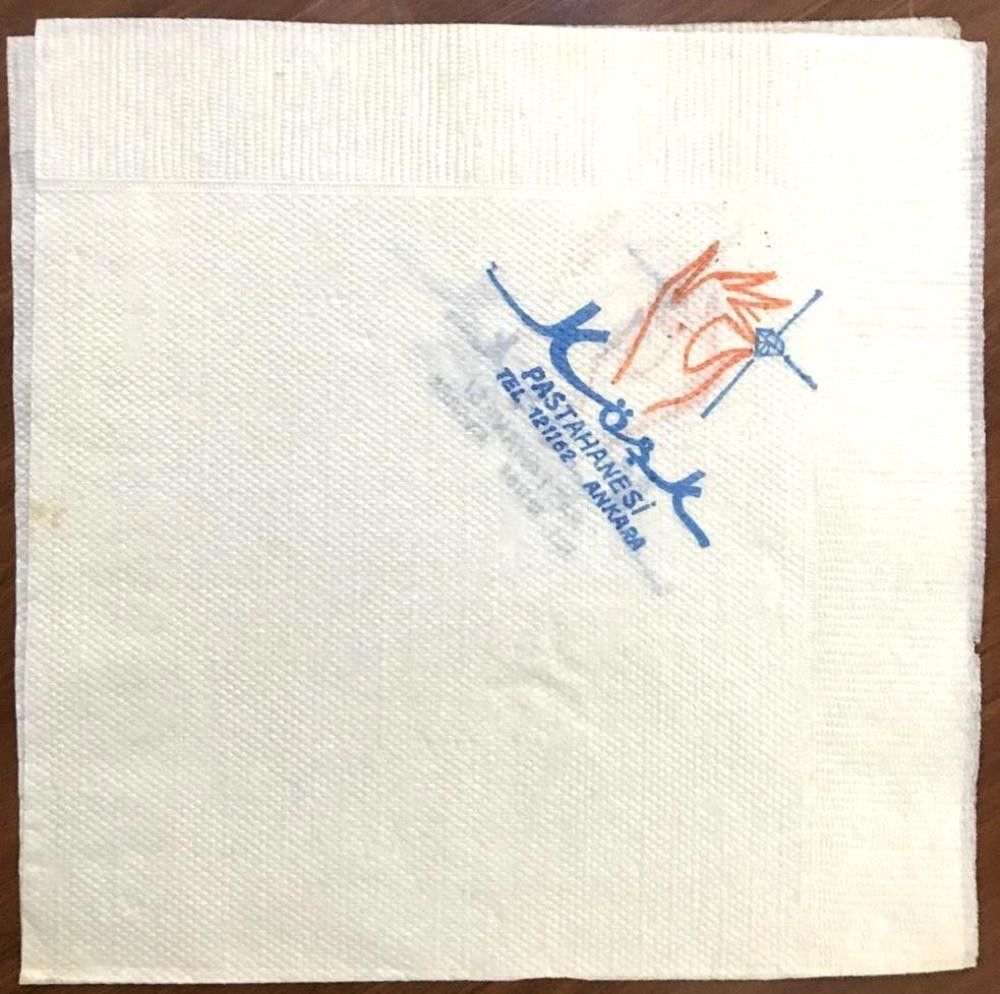 Köşk
PASTAHANESİ
TEL 121162 ANKARA